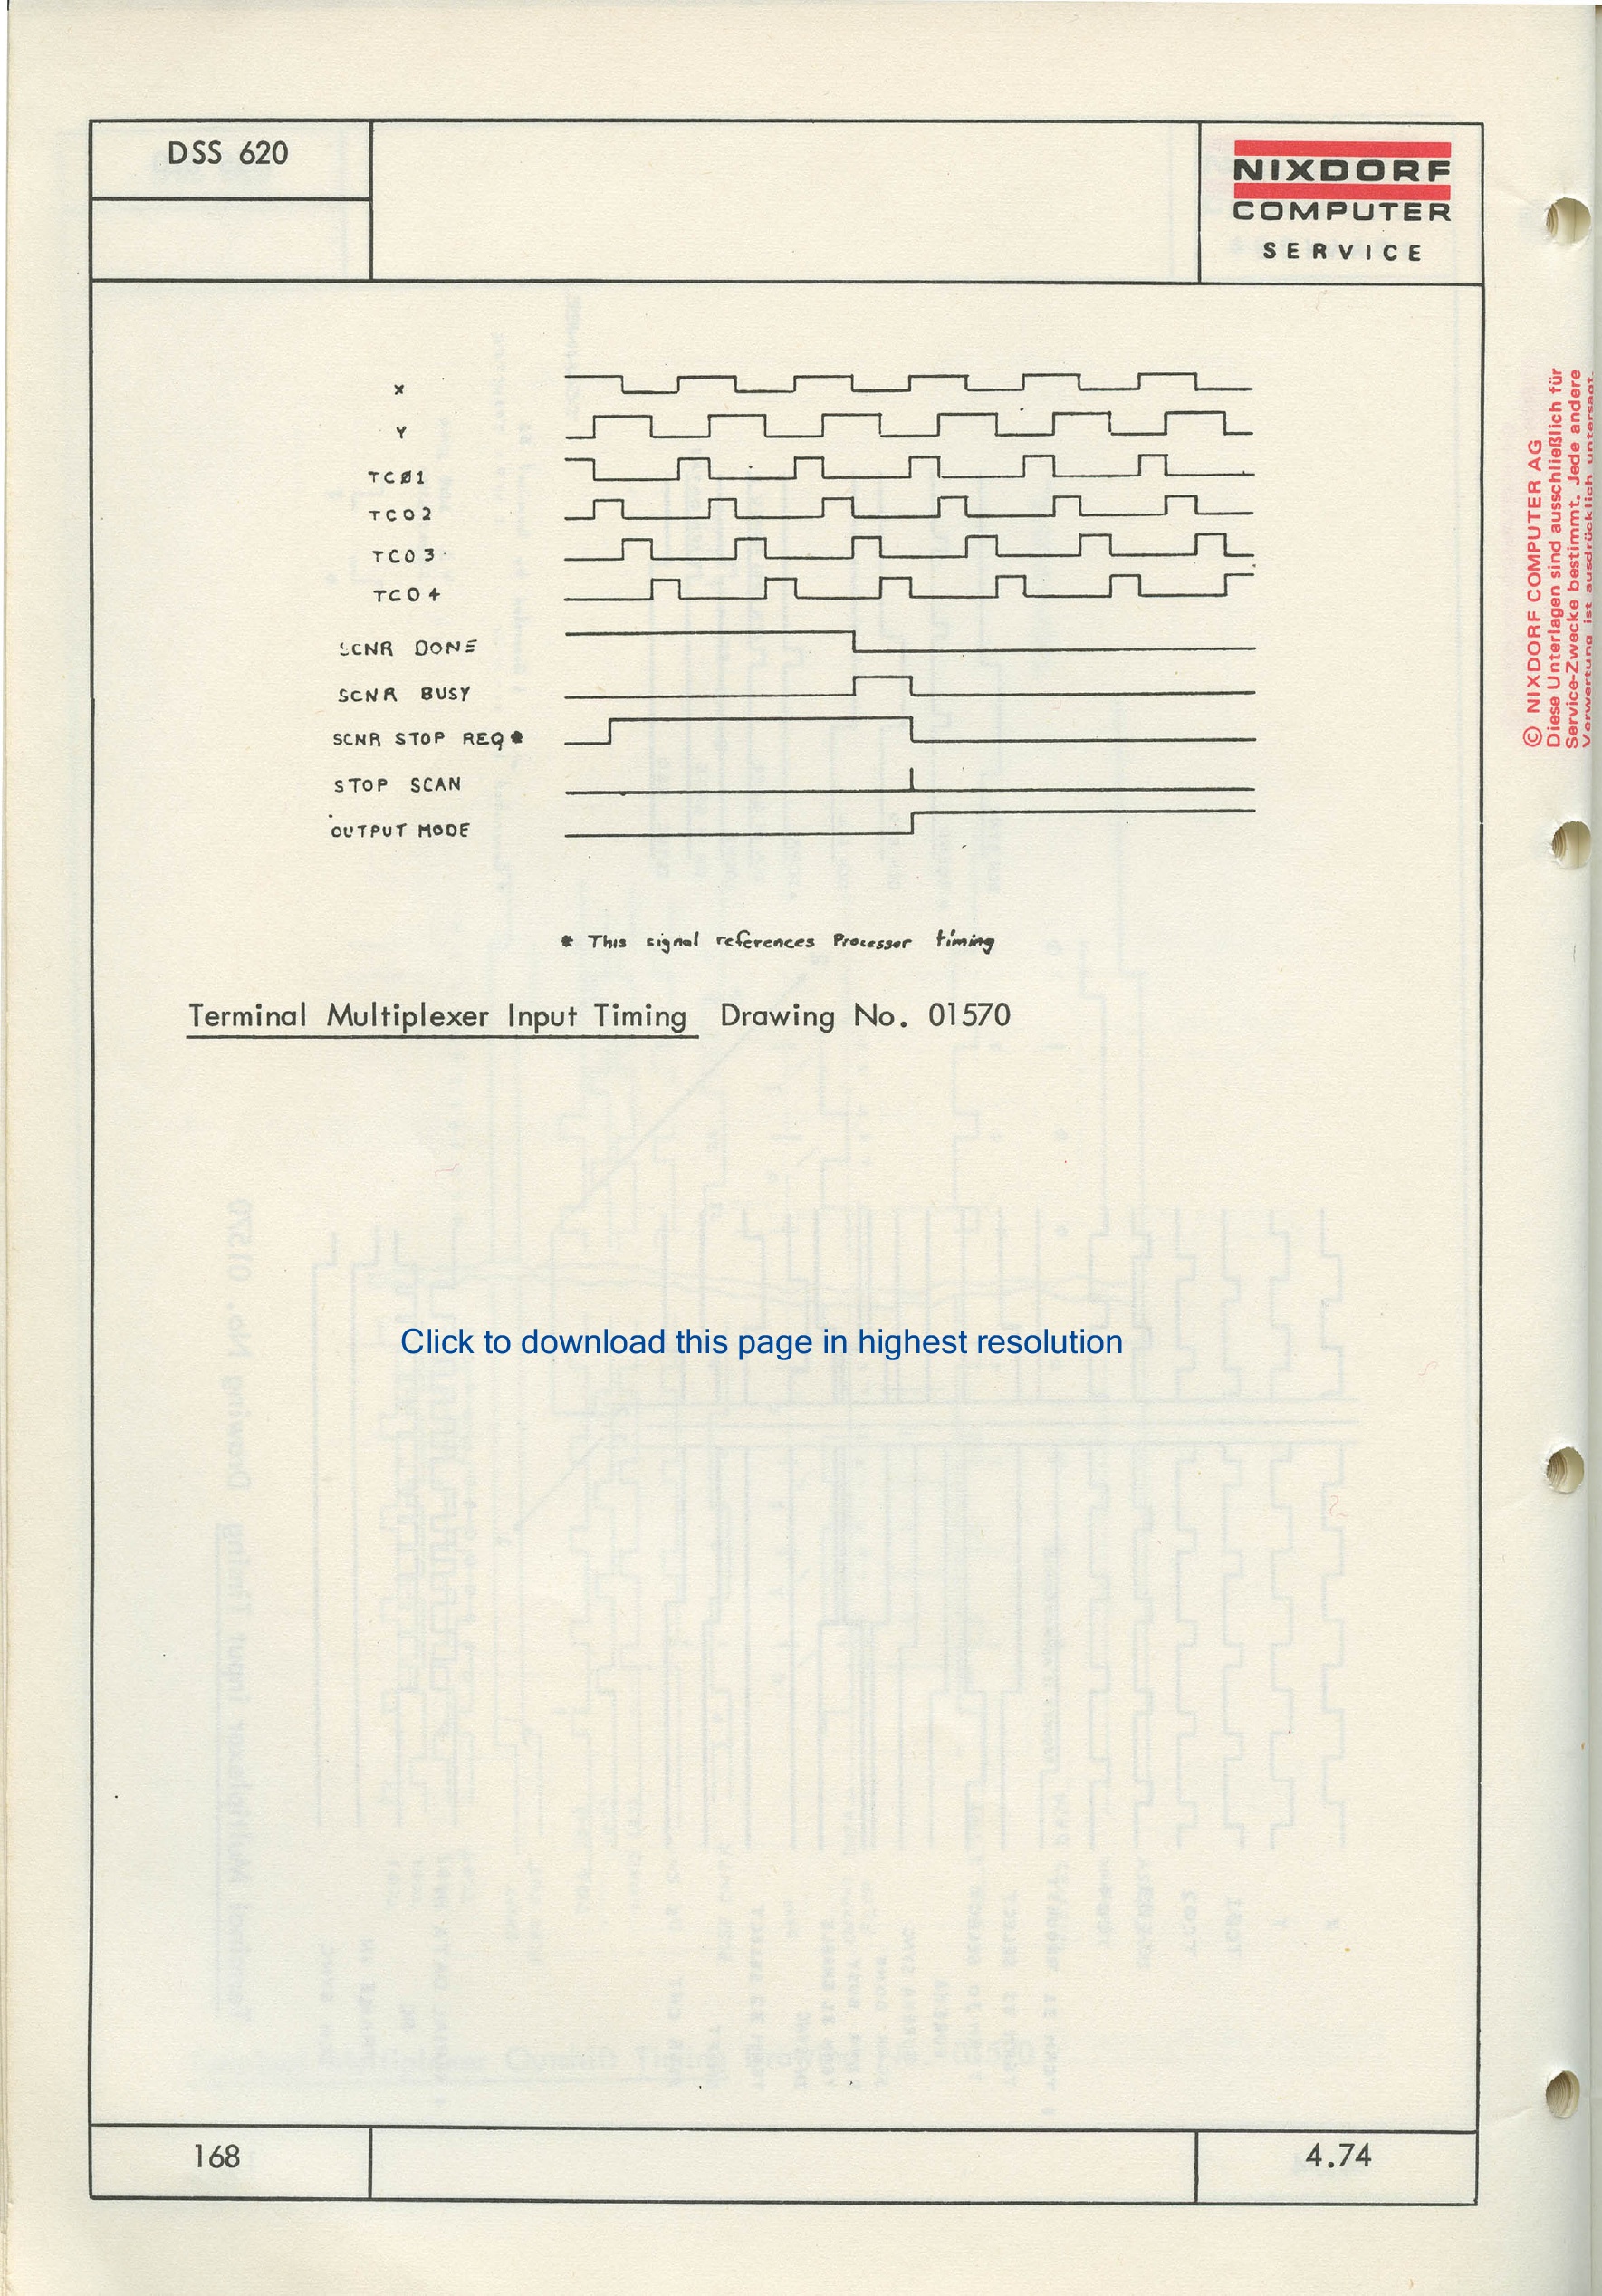 DSS 620
NIXDORF
COMPUTER
SERVICE
X
Y
TCØ1
TC02
TC03
TC04
SCNR DONE
SCNR BUSY
SCNR STOP REQ*
STOP SCAN
OUTPUT MODE
* This signal references Processor timing
Terminal Multiplexer Input Timing Drawing No. 01570
Click to download this page in highest resolution
168
4.74
© NIXDORF COMPUTER AG
Diese Unterlagen sind ausschließlich für
Service-Zwecke bestimmt. Jede andere
Verwertung ist ausdrücklich untersagt.